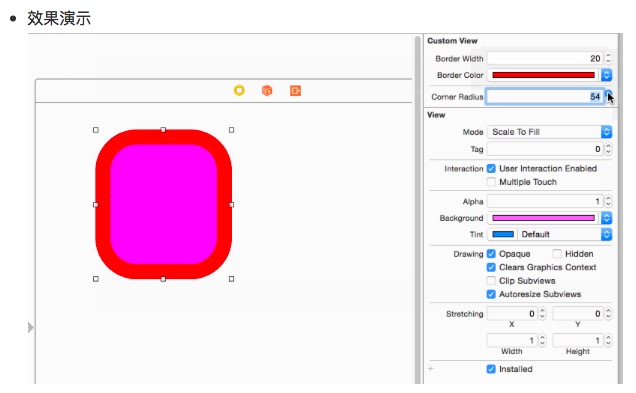 效果演示
Custom View
Border Width 20
Border Color
Corner Radius 54
View
Mode Scale To Fill
Tag 0
Interaction User Interaction Enabled
Multiple Touch
Alpha 1
Background
Tint Default
Drawing Opaque Hidden
Clears Graphics Context
Clip Subviews
Autoresize Subviews
Stretching 0 0
X Y
1 1
Width Height
+ Installed